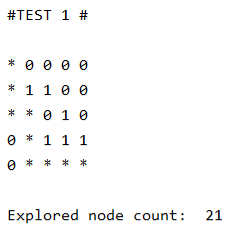 #TEST 1 #
* 0 0 0 0
* 1 1 0 0
* * 0 1 0
0 * 1 1 1
0 * * * *
Explored node count: 21